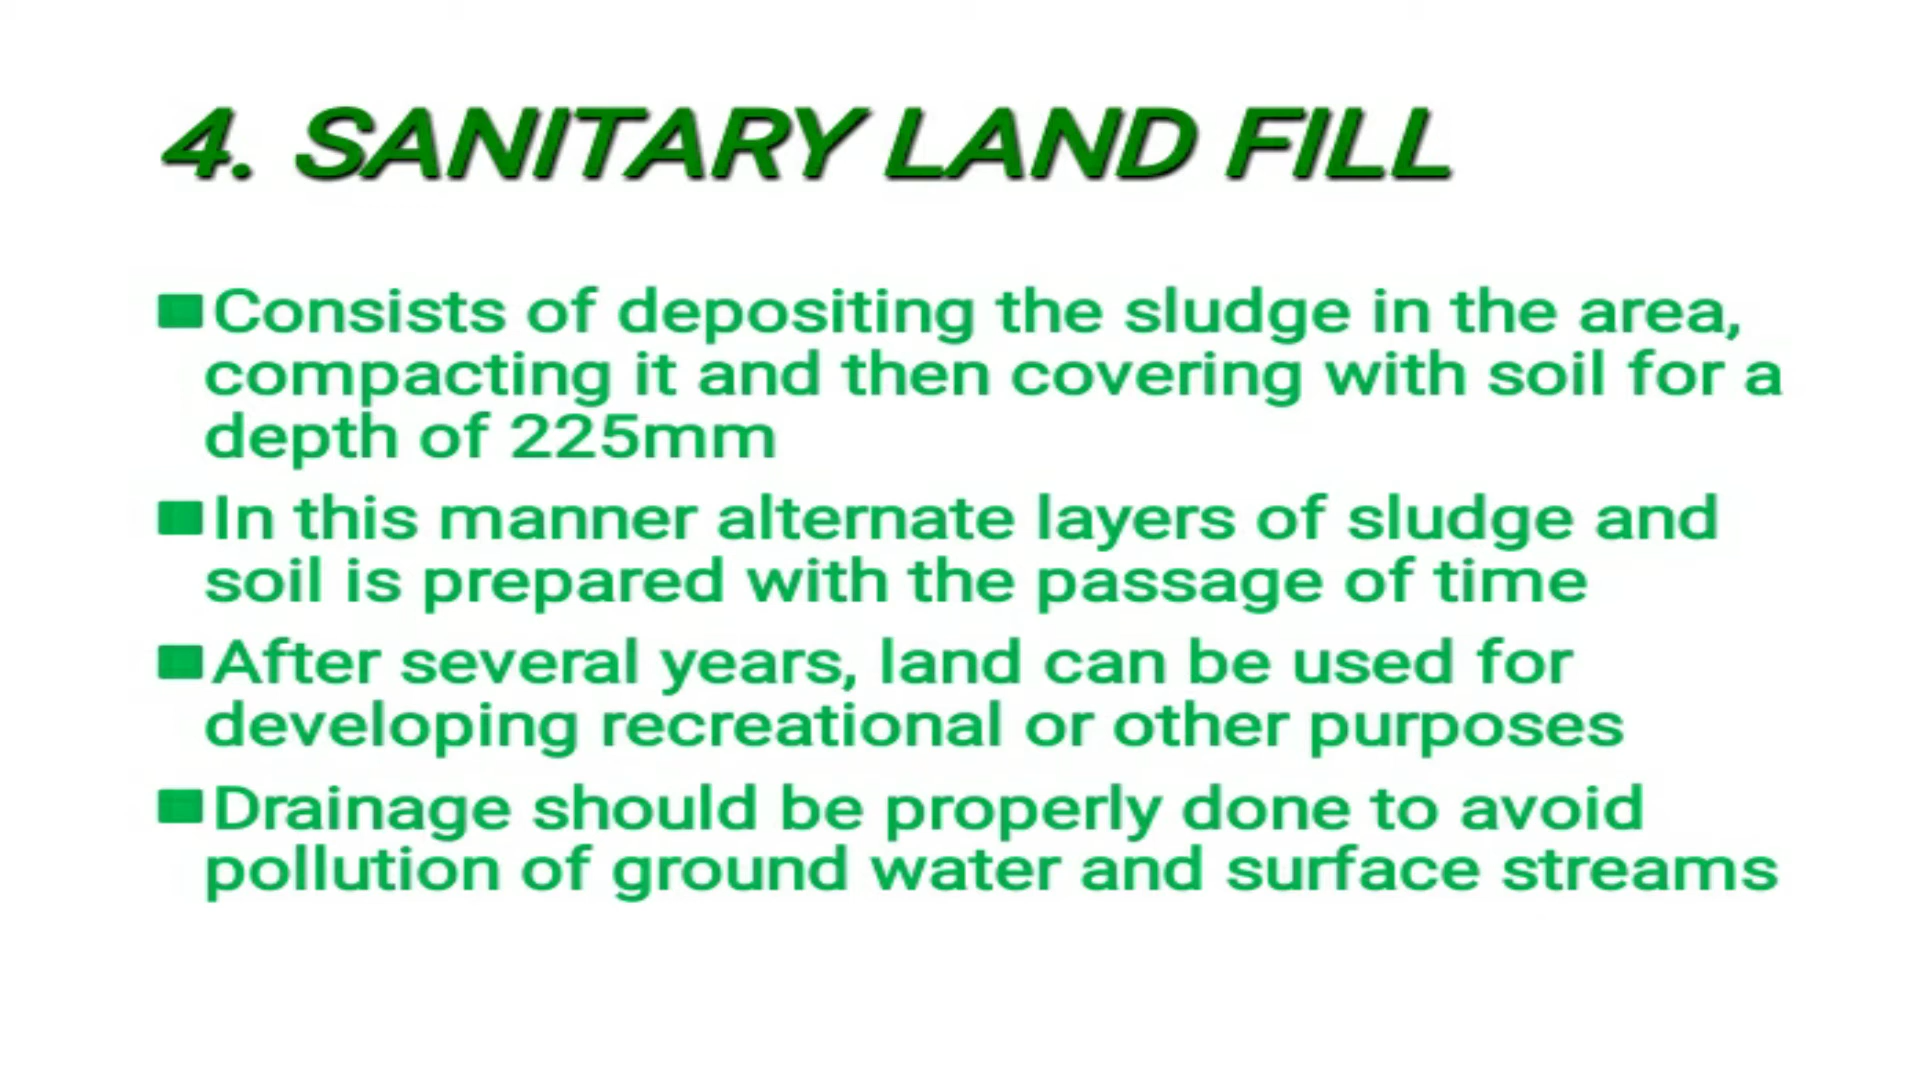 4. SANITARY LAND FILL
Consists of depositing the sludge in the area,
compacting it and then covering with soil for a
depth of 225mm
In this manner alternate layers of sludge and
soil is prepared with the passage of time
After several years, land can be used for
developing recreational or other purposes
Drainage should be properly done to avoid
pollution of ground water and surface streams